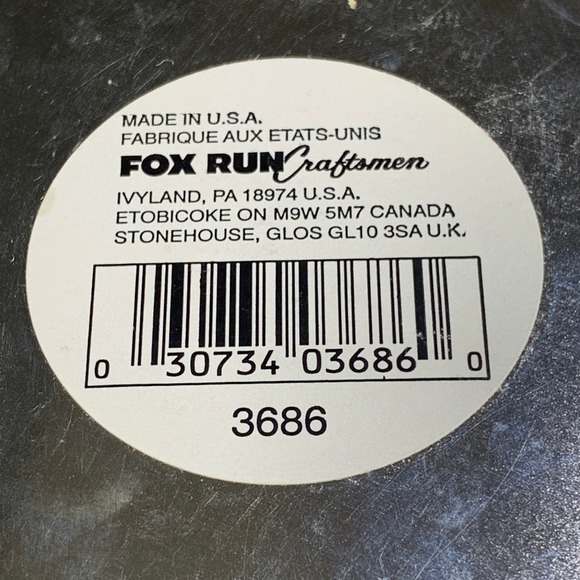 MADE IN U.S.A.
FABRIQUE AUX ETATS-UNIS
FOX RUN Craftsmen
IVYLAND, PA 18974 U.S.A.
ETOBICOKE ON M9W 5M7 CANADA
STONEHOUSE, GLOS GL10 3SA U.K.
0 30734 03686 0
3686